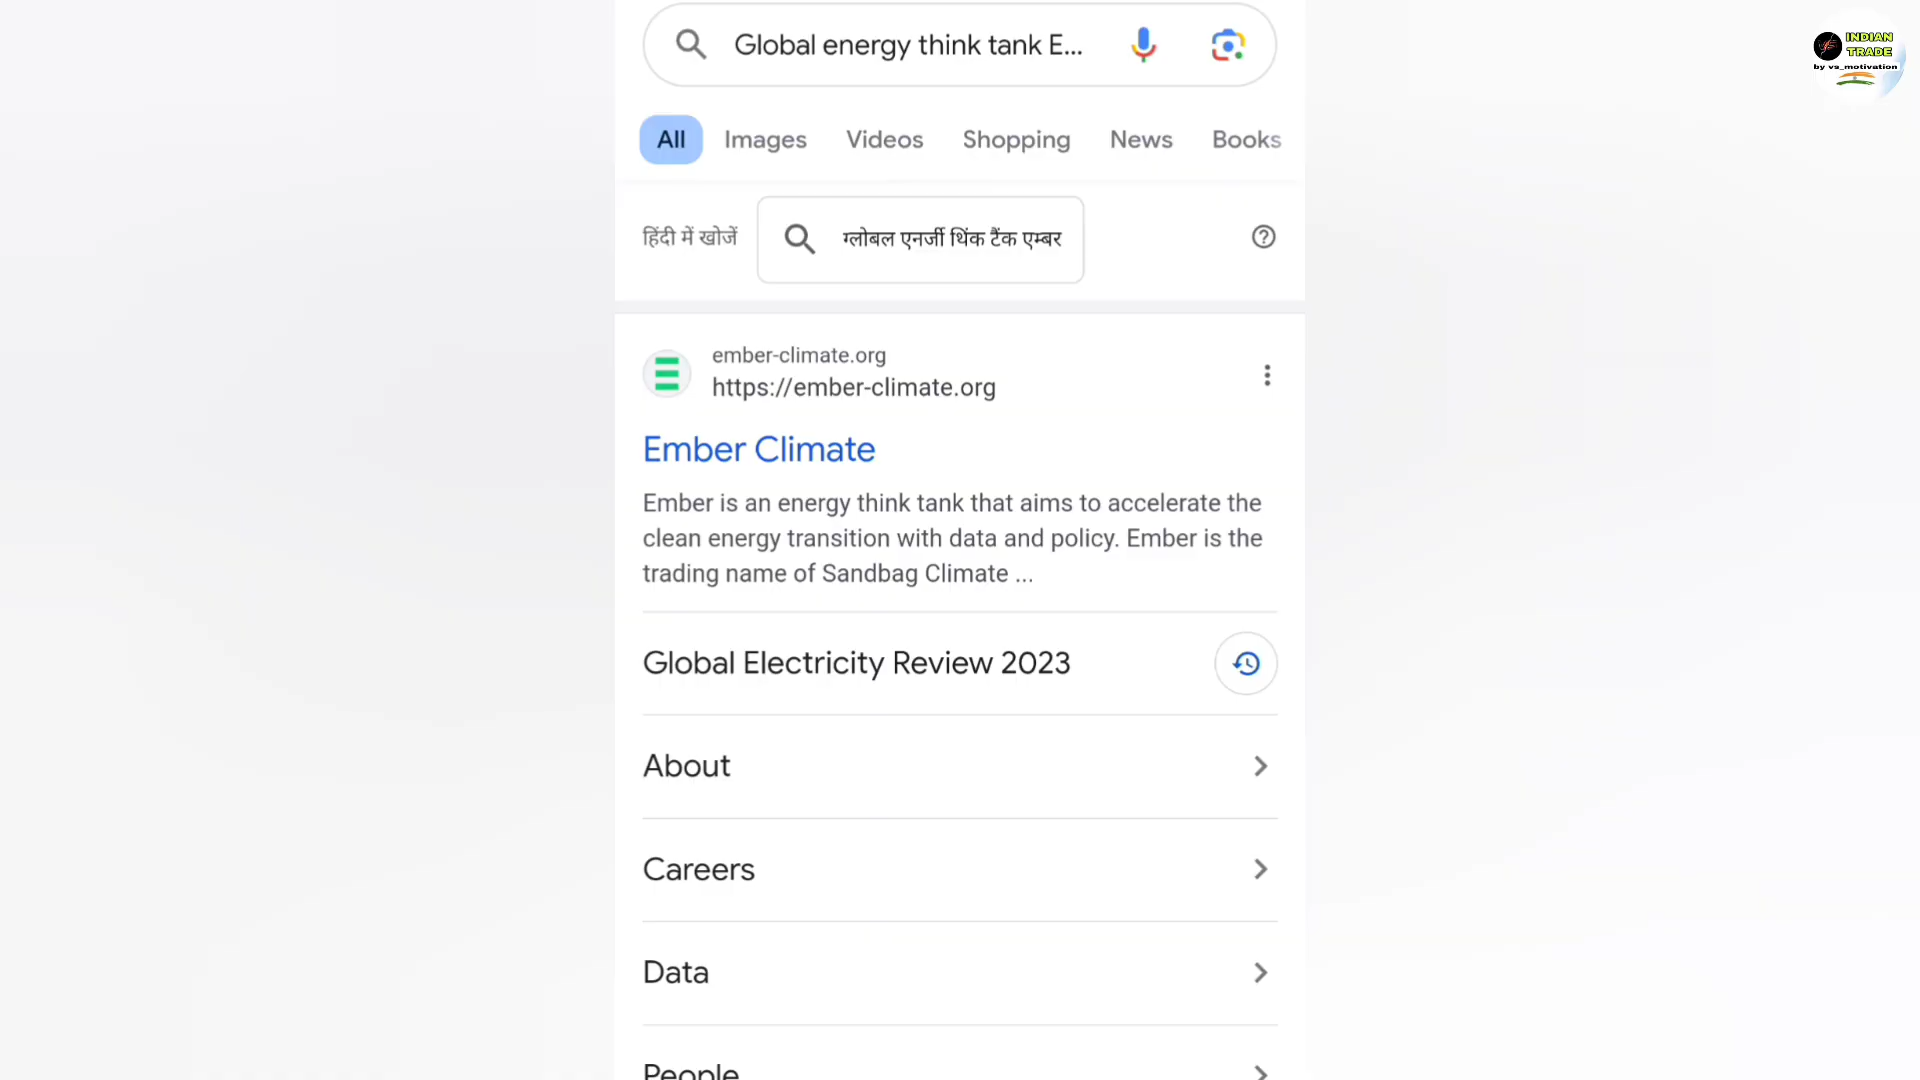 Global energy think tank E...
All Images Videos Shopping News Books
हिंदी में खोजें ग्लोबल एनर्जी थिंक टैंक एम्बर
ember-climate.org
https://ember-climate.org
Ember Climate
Ember is an energy think tank that aims to accelerate the
clean energy transition with data and policy. Ember is the
trading name of Sandbag Climate ...
Global Electricity Review 2023
About
Careers
Data
People
INDIAN
TRADE
by vs_motivation